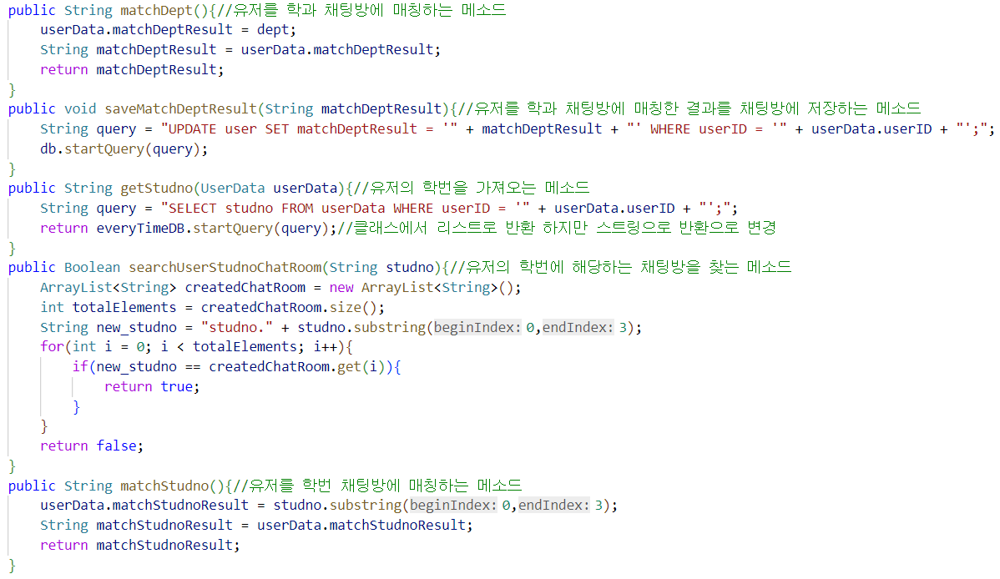 public String matchDept(){//유저를 학과 채팅방에 매칭하는 메소드
    userData.matchDeptResult = dept;
    String matchDeptResult = userData.matchDeptResult;
    return matchDeptResult;
}
public void saveMatchDeptResult(String matchDeptResult){//유저를 학과 채팅방에 매칭한 결과를 채팅방에 저장하는 메소드
    String query = "UPDATE user SET matchDeptResult = '" + matchDeptResult + "' WHERE userID = '" + userData.userID + "';";
    db.startQuery(query);
}
public String getStudno(UserData userData){//유저의 학번을 가져오는 메소드
    String query = "SELECT studno FROM userData WHERE userID = '" + userData.userID + "';";
    return everyTimeDB.startQuery(query);//클래스에서 리스트로 반환 하지만 스트링으로 반환으로 변경
}
public Boolean searchUserStudnoChatRoom(String studno){//유저의 학번에 해당하는 채팅방을 찾는 메소드
    ArrayList<String> createdChatRoom = new ArrayList<String>();
    int totalElements = createdChatRoom.size();
    String new_studno = "studno." + studno.substring(beginIndex: 0,endIndex: 3);
    for(int i = 0; i < totalElements; i++){
        if(new_studno == createdChatRoom.get(i)){
            return true;
        }
    }
    return false;
}
public String matchStudno(){//유저를 학번 채팅방에 매칭하는 메소드
    userData.matchStudnoResult = studno.substring(beginIndex: 0,endIndex: 3);
    String matchStudnoResult = userData.matchStudnoResult;
    return matchStudnoResult;
}